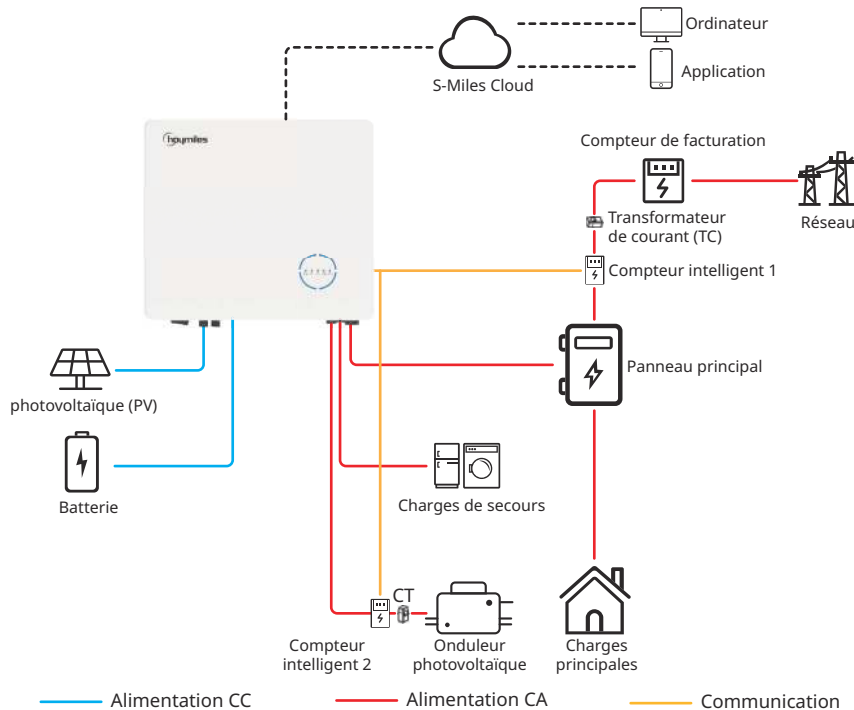 Ordinateur
S-Miles Cloud
Application
hoymiles
Compteur de facturation
Réseau
Transformateur
de courant (TC)
Compteur intelligent 1
Panneau principal
photovoltaïque (PV)
Batterie
Charges de secours
CT
Compteur
intelligent 2
Onduleur
photovoltaïque
Charges
principales
Alimentation CC
Alimentation CA
Communication